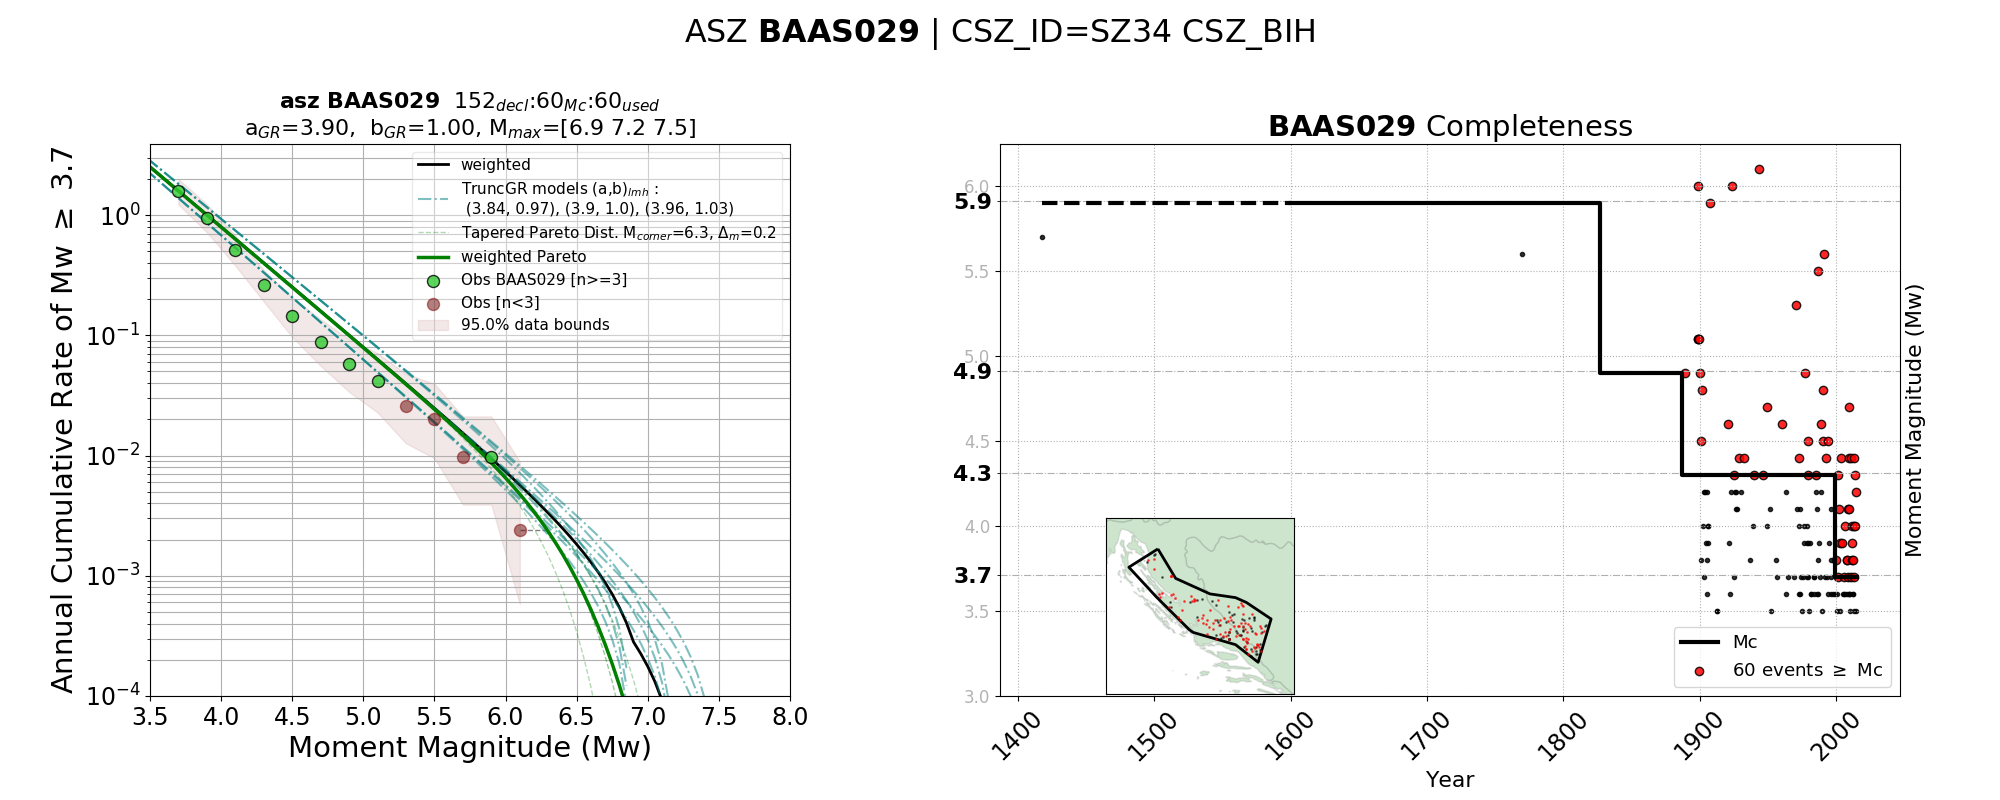 ASZ BAAS029 | CSZ_ID=SZ34 CSZ_BIH
asz BAAS029 152decl:60Mc:60used
aGR=3.90, bGR=1.00, Mmax=[6.9 7.2 7.5]
Annual Cumulative Rate of Mw ≥ 3.7
10^0
10^−1
10^−2
10^−3
10^−4
weighted
TruncGR models (a,b)lmh :
(3.84, 0.97), (3.9, 1.0), (3.96, 1.03)
Tapered Pareto Dist. Mcorner=6.3, Δm=0.2
weighted Pareto
Obs BAAS029 [n>=3]
Obs [n<3]
95.0% data bounds
3.5 4.0 4.5 5.0 5.5 6.0 6.5 7.0 7.5 8.0
Moment Magnitude (Mw)
BAAS029 Completeness
6.0
5.9
5.5
5.0
4.9
4.5
4.3
4.0
3.7
3.5
3.0
Mc
60 events ≥ Mc
1400 1500 1600 1700 1800 1900 2000
Year
Moment Magnitude (Mw)